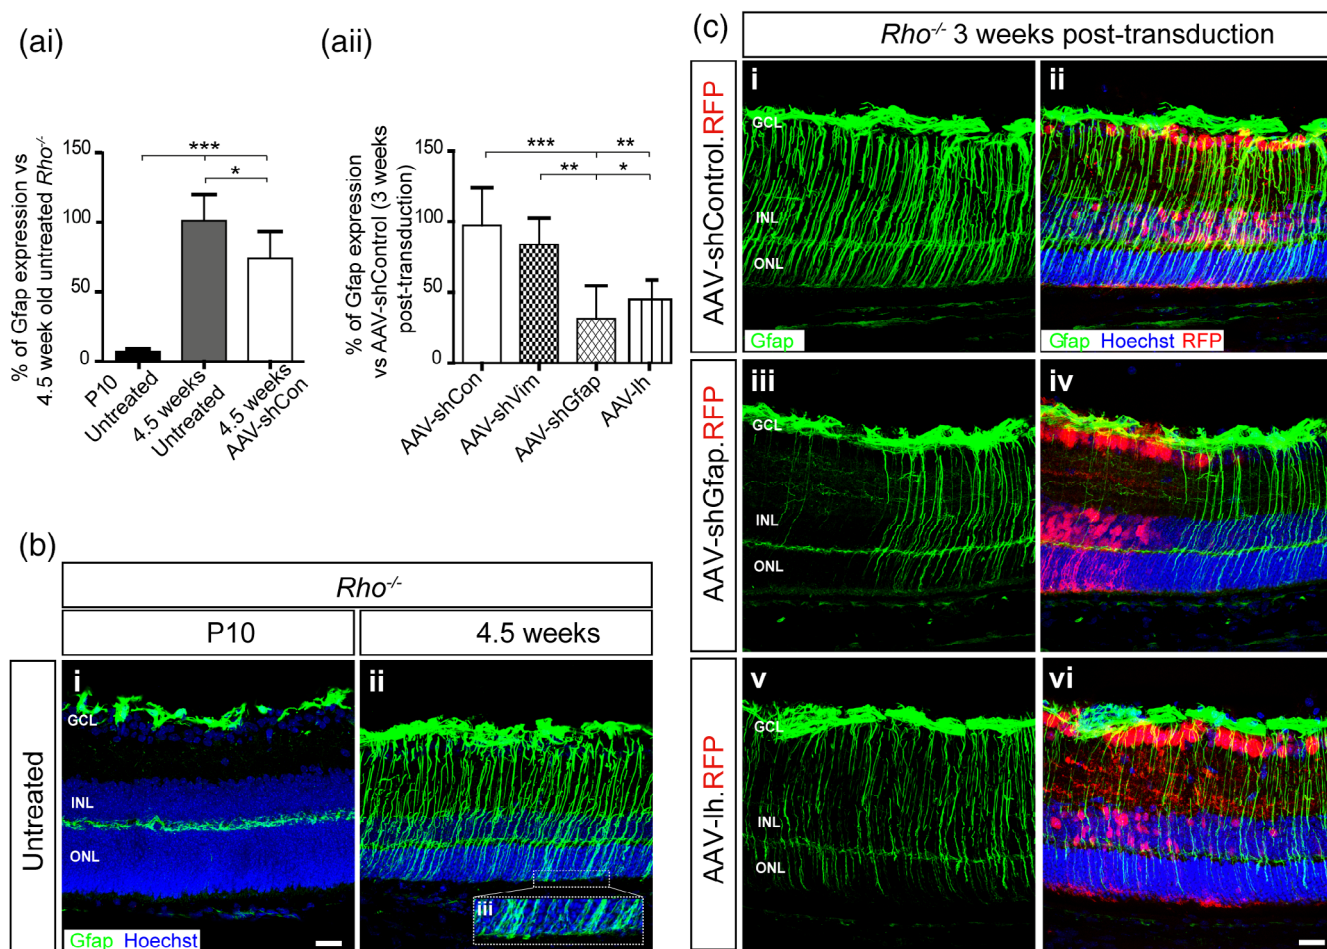 (ai)
% of Gfap expression vs
4.5 week old untreated Rho-/-
150
100
50
0
***
*
P10
Untreated
4.5 weeks
Untreated
4.5 weeks
AAV-shCon
(aii)
% of Gfap expression
vs AAV-shControl (3 weeks
post-transduction)
150
100
50
0
***
**
**
*
AAV-shCon
AAV-shVim
AAV-shGfap
AAV-Ih
(b)
Rho-/-
P10
4.5 weeks
Untreated
i
GCL
INL
ONL
Gfap Hoechst
ii
iii
(c)
Rho-/- 3 weeks post-transduction
AAV-shControl.RFP
i
GCL
INL
ONL
Gfap
ii
Gfap Hoechst RFP
AAV-shGfap.RFP
iii
GCL
INL
ONL
iv
AAV-Ih.RFP
v
GCL
INL
ONL
vi